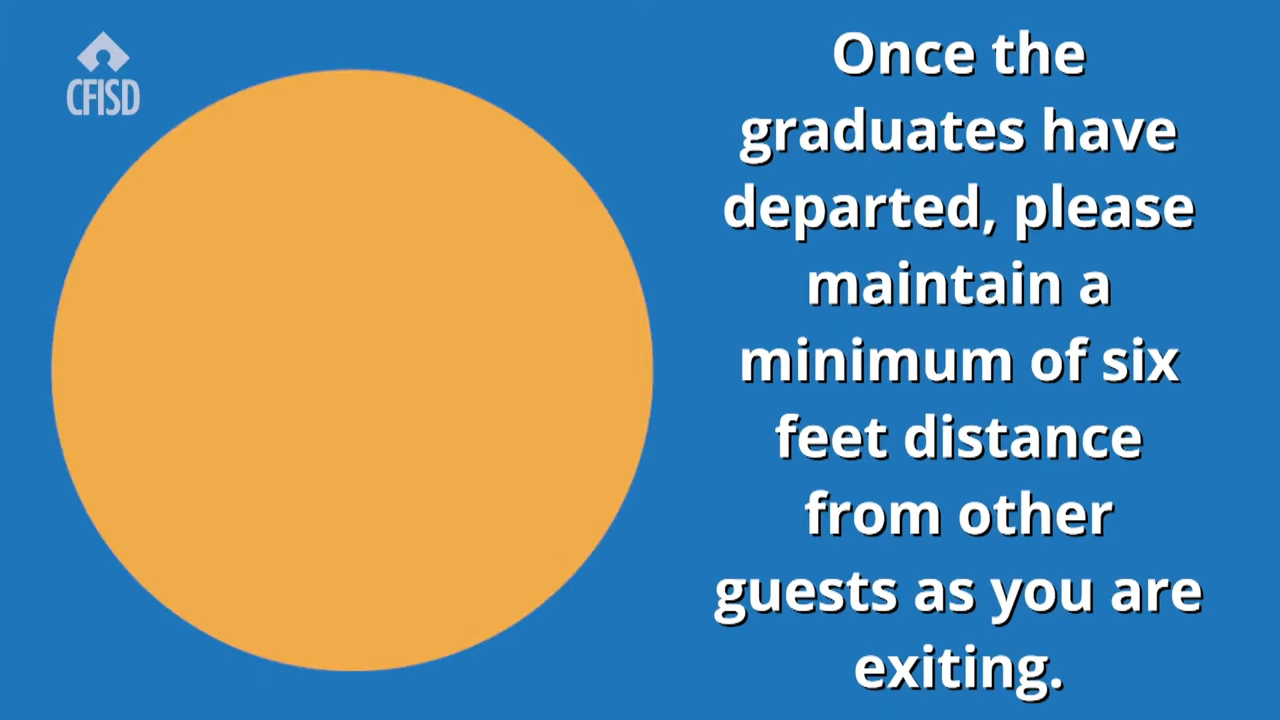 CFISD
Once the
graduates have
departed, please
maintain a
minimum of six
feet distance
from other
guests as you are
exiting.